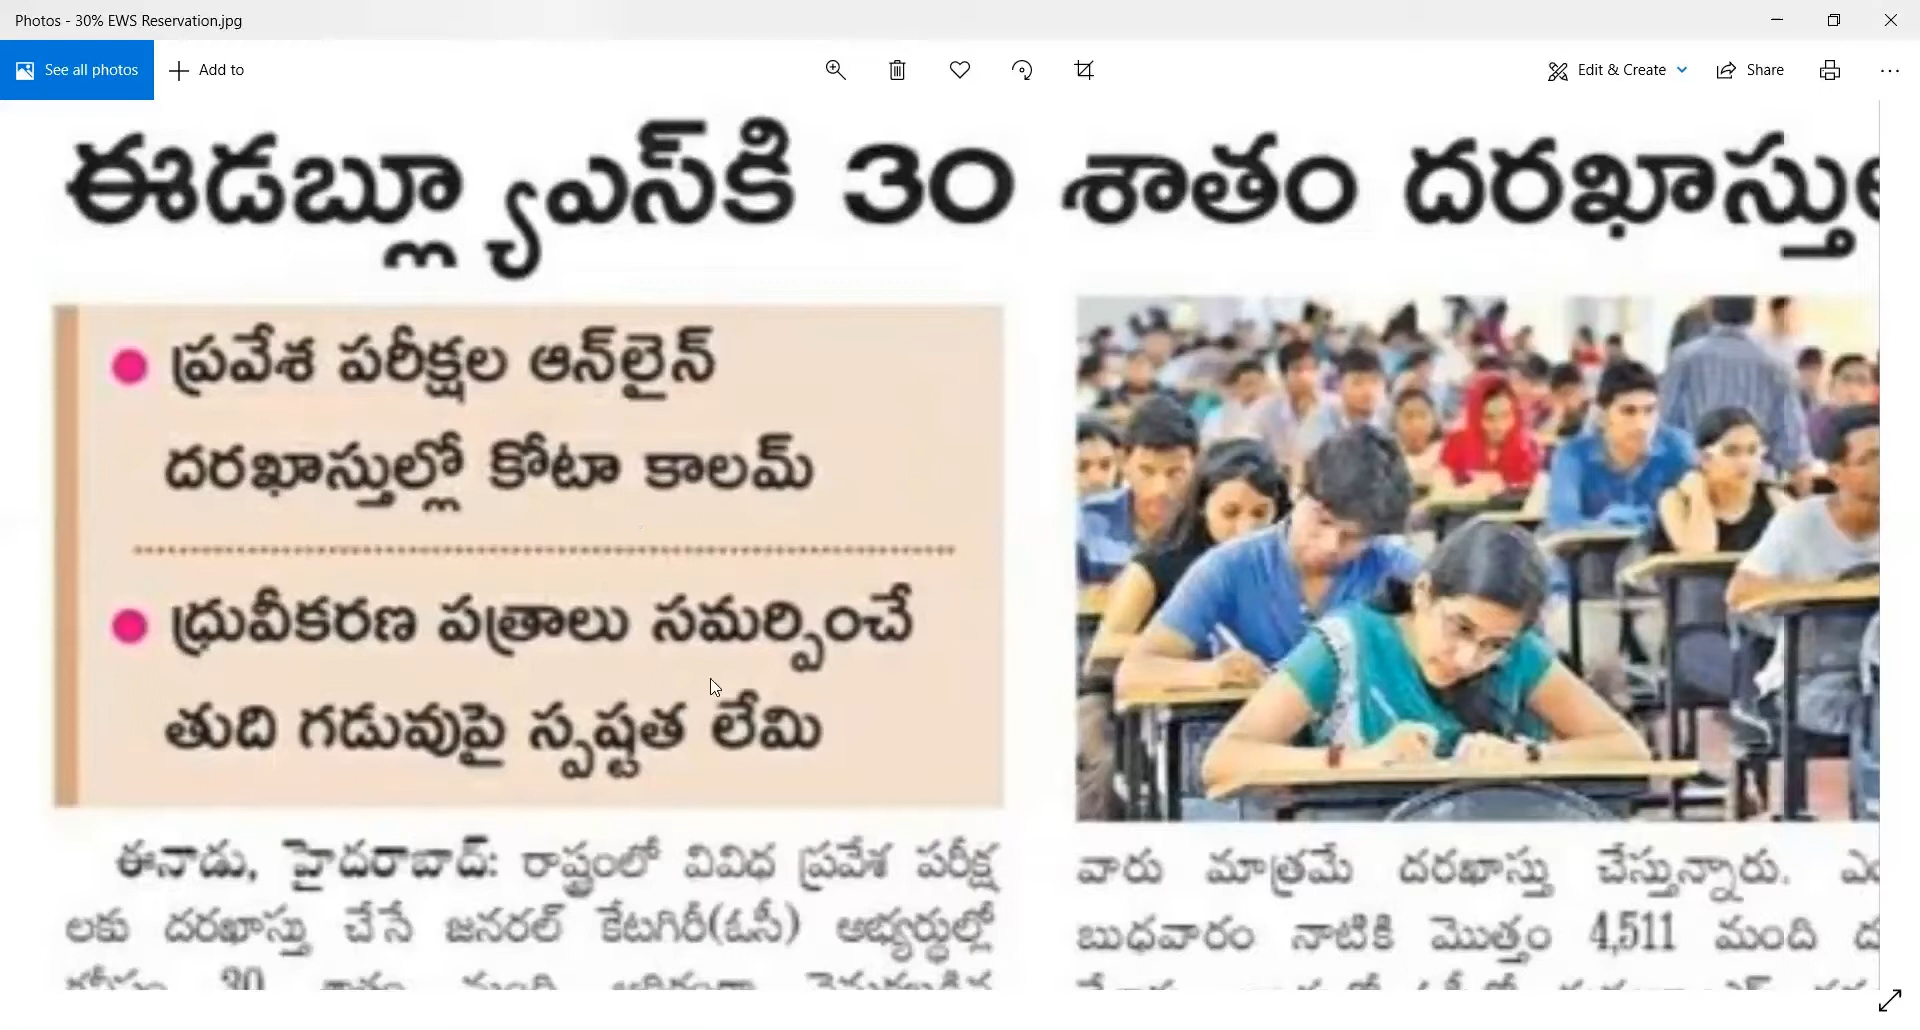 Photos - 30% EWS Reservation.jpg
See all photos
Add to
Edit & Create
Share
ఈడబ్ల్యూఎస్‌కి 30 శాతం దరఖాస్తుల
ప్రవేశ పరీక్షల ఆన్‌లైన్
దరఖాస్తుల్లో కోటా కాలమ్
ధ్రువీకరణ పత్రాలు సమర్పించే
తుది గడువుపై స్పష్టత లేమి
ఈనాడు, హైదరాబాద్: రాష్ట్రంలో వివిధ ప్రవేశ పరీక్ష
లకు దరఖాస్తు చేసే జనరల్ కేటగిరీ(ఓసీ) అభ్యర్థుల్లో
30
వారు మాత్రమే దరఖాస్తు చేస్తున్నారు.
బుధవారం నాటికి మొత్తం 4,511 మంది